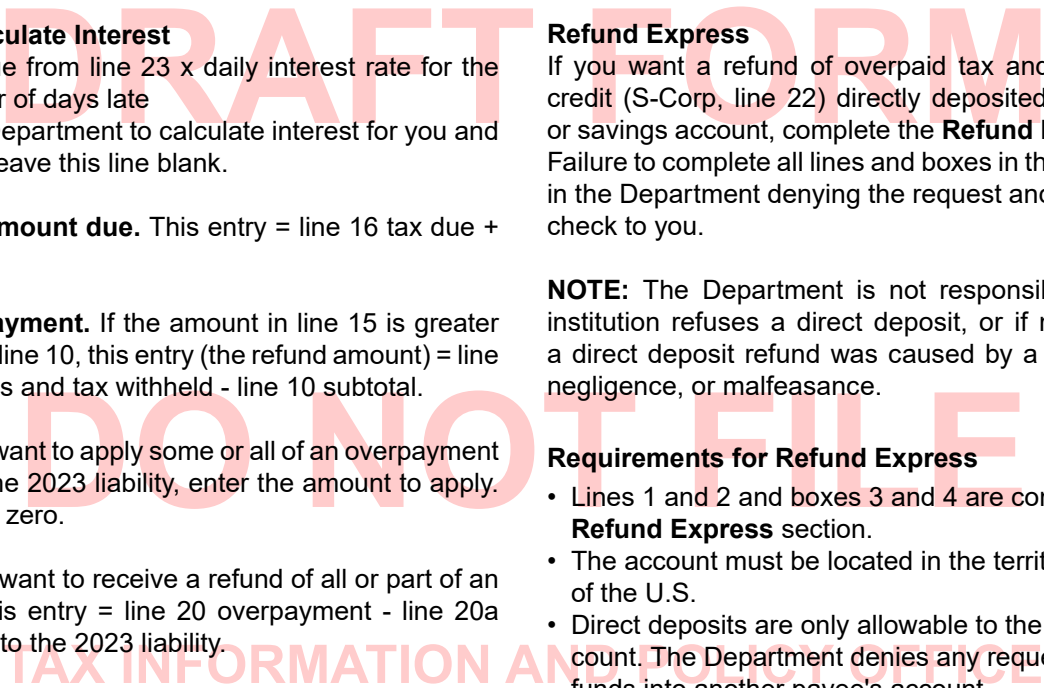 DRAFT FORM
DO NOT FILE
TAX INFORMATION AND POLICY OFFICE
culate Interest
e from line 23 x daily interest rate for the
r of days late
epartment to calculate interest for you and
eave this line blank.
mount due. This entry = line 16 tax due +
ayment. If the amount in line 15 is greater
line 10, this entry (the refund amount) = line
s and tax withheld - line 10 subtotal.
want to apply some or all of an overpayment
ne 2023 liability, enter the amount to apply.
zero.
want to receive a refund of all or part of an
is entry = line 20 overpayment - line 20a
to the 2023 liability.
Refund Express
If you want a refund of overpaid tax and
credit (S-Corp, line 22) directly deposited
or savings account, complete the Refund
Failure to complete all lines and boxes in th
in the Department denying the request and
check to you.
NOTE: The Department is not responsi
institution refuses a direct deposit, or if
a direct deposit refund was caused by a
negligence, or malfeasance.
Requirements for Refund Express
• Lines 1 and 2 and boxes 3 and 4 are con
Refund Express section.
• The account must be located in the territ
of the U.S.
• Direct deposits are only allowable to the
count. The Department denies any reque
funds into another payee's account.